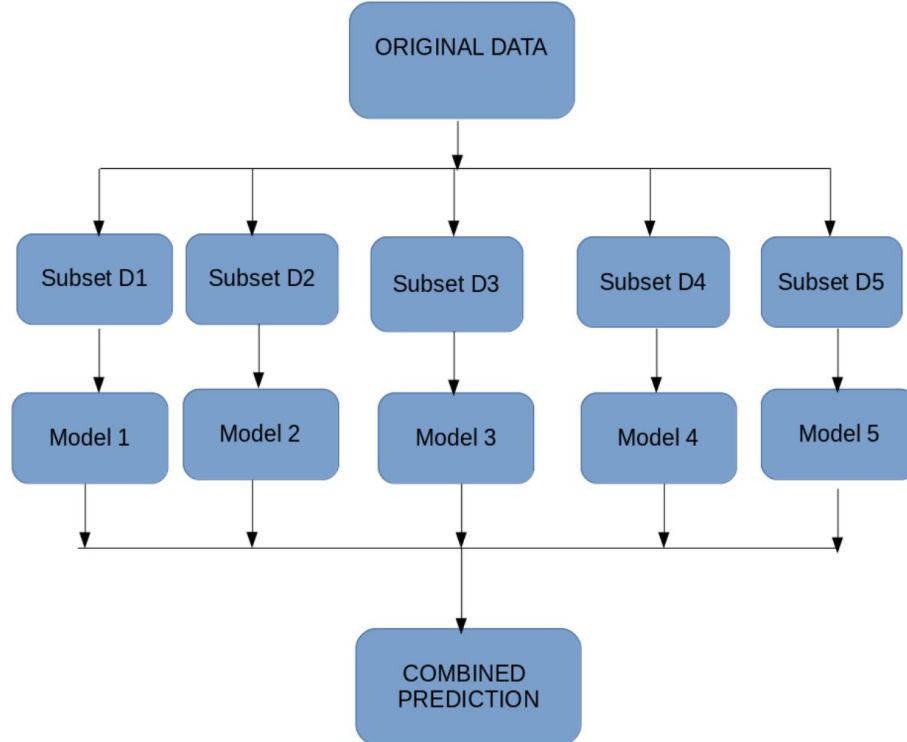 ORIGINAL DATA
Subset D1
Subset D2
Subset D3
Subset D4
Subset D5
Model 1
Model 2
Model 3
Model 4
Model 5
COMBINED
PREDICTION